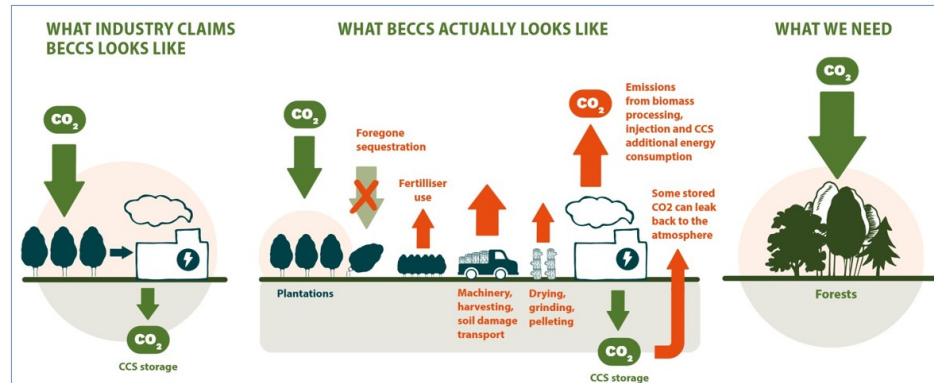 WHAT INDUSTRY CLAIMS
BECCS LOOKS LIKE
CO2
CCS storage
CO2
WHAT BECCS ACTUALLY LOOKS LIKE
CO2
Foregone
sequestration
Fertiliser
use
CO2
Emissions
from biomass
processing,
injection and CCS
additional energy
consumption
Some stored
CO2 can leak
back to the
atmosphere
Plantations
Machinery,
harvesting,
soil damage
transport
Drying,
grinding,
pelleting
CO2
CCS storage
WHAT WE NEED
CO2
Forests